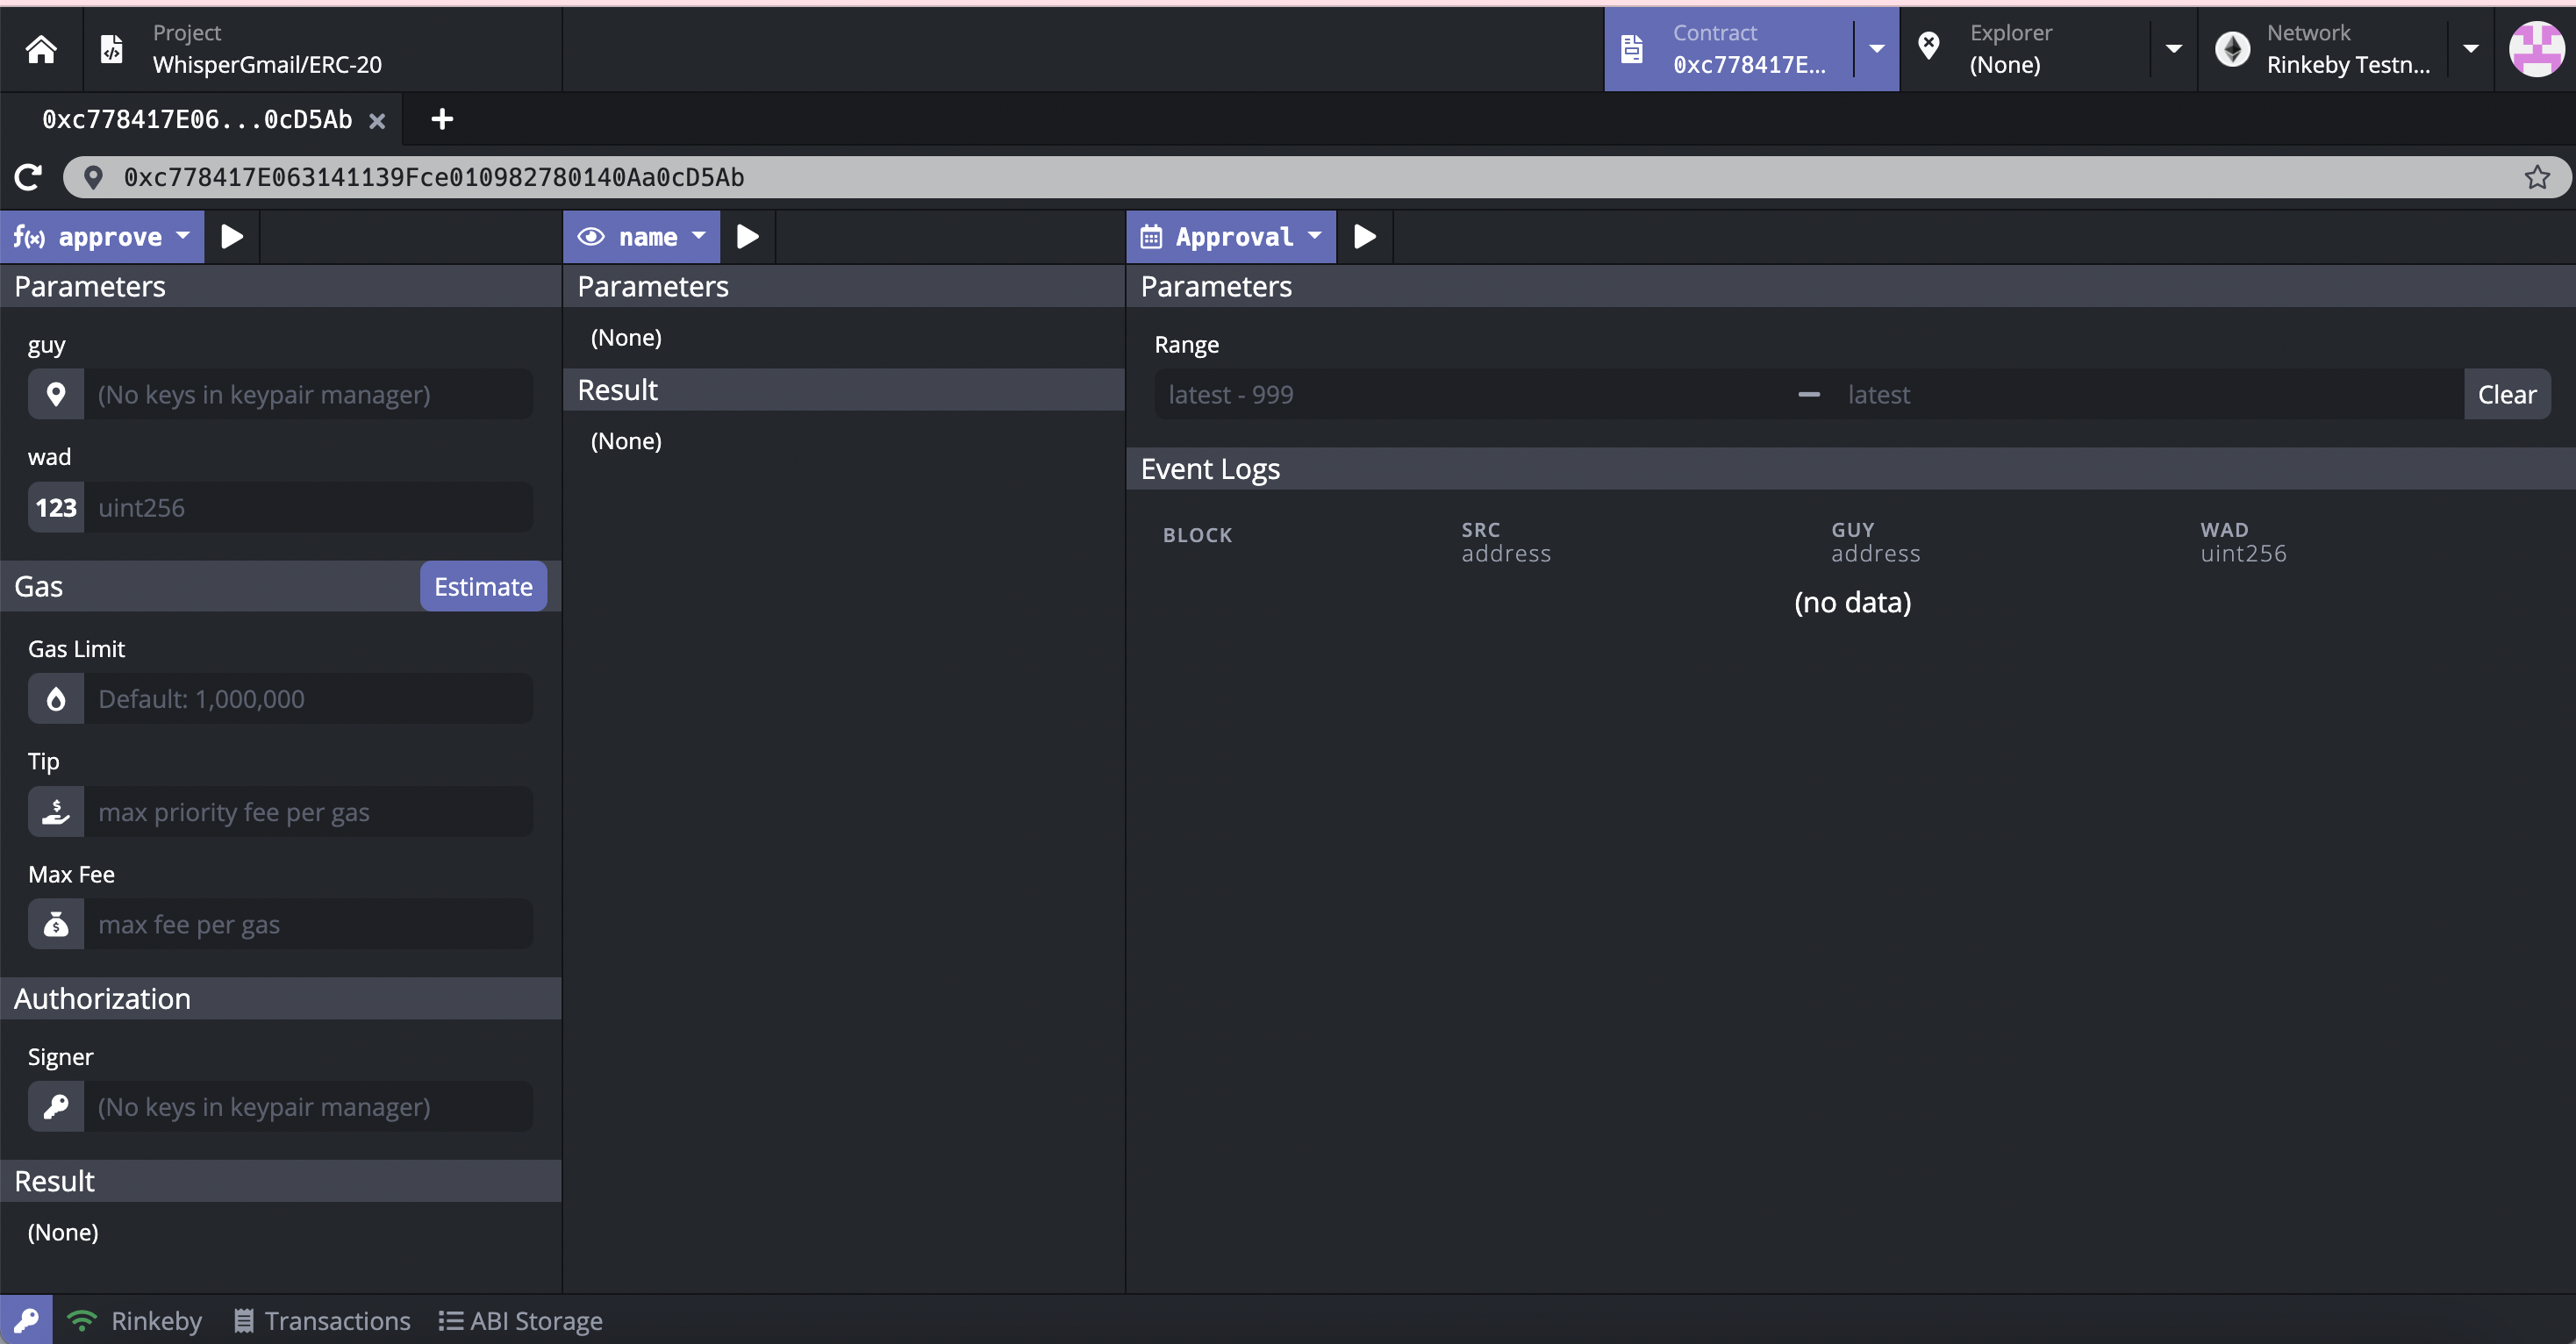 Project
WhisperGmail/ERC-20
Contract
0xc778417E...
Explorer
(None)
Network
Rinkeby Testn...
0xc778417E06...0cD5Ab
0xc778417E063141139Fce010982780140Aa0cD5Ab
f(x) approve
Parameters
guy
(No keys in keypair manager)
wad
123 uint256
Gas Estimate
Gas Limit
Default: 1,000,000
Tip
max priority fee per gas
Max Fee
max fee per gas
Authorization
Signer
(No keys in keypair manager)
Result
(None)
name
Parameters
(None)
Result
(None)
Approval
Parameters
Range
latest - 999 — latest Clear
Event Logs
BLOCK SRC GUY WAD
address address uint256
(no data)
Rinkeby Transactions ABI Storage